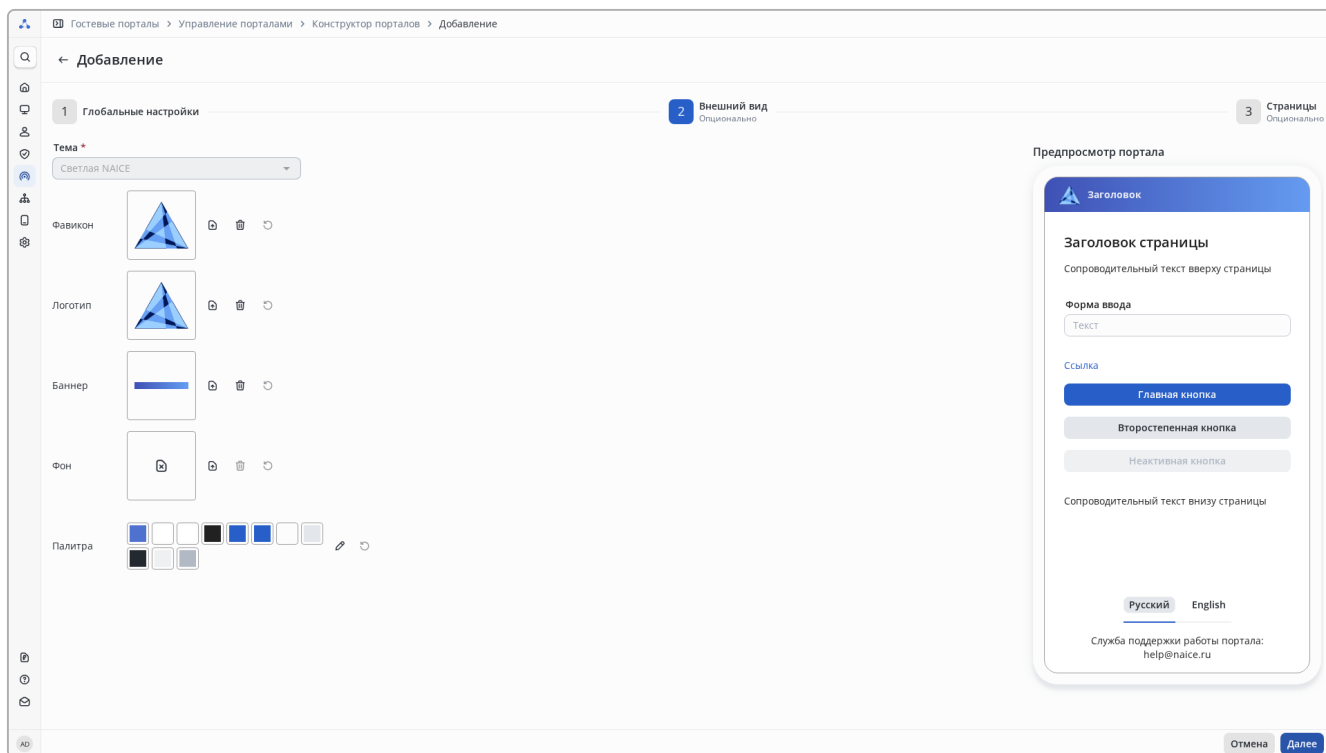 Гостевые порталы > Управление порталами > Конструктор порталов > Добавление
← Добавление
1 Глобальные настройки
2 Внешний вид
Опционально
3 Страницы
Опционально
Тема *
Светлая NAICE
Фавикон
Логотип
Баннер
Фон
Палитра
Предпросмотр портала
Заголовок
Заголовок страницы
Сопроводительный текст вверху страницы
Форма ввода
Текст
Ссылка
Главная кнопка
Второстепенная кнопка
Неактивная кнопка
Сопроводительный текст внизу страницы
Русский English
Служба поддержки работы портала:
help@naice.ru
AD
Отмена Далее